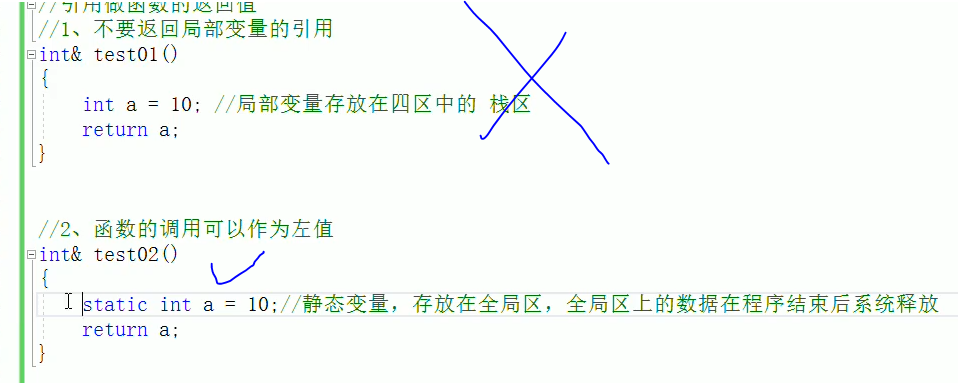 //引用做函数的返回值
//1、不要返回局部变量的引用
int& test01()
{
int a = 10; //局部变量存放在四区中的 栈区
return a;
}
//2、函数的调用可以作为左值
int& test02()
{
static int a = 10;//静态变量，存放在全局区，全局区上的数据在程序结束后系统释放
return a;
}